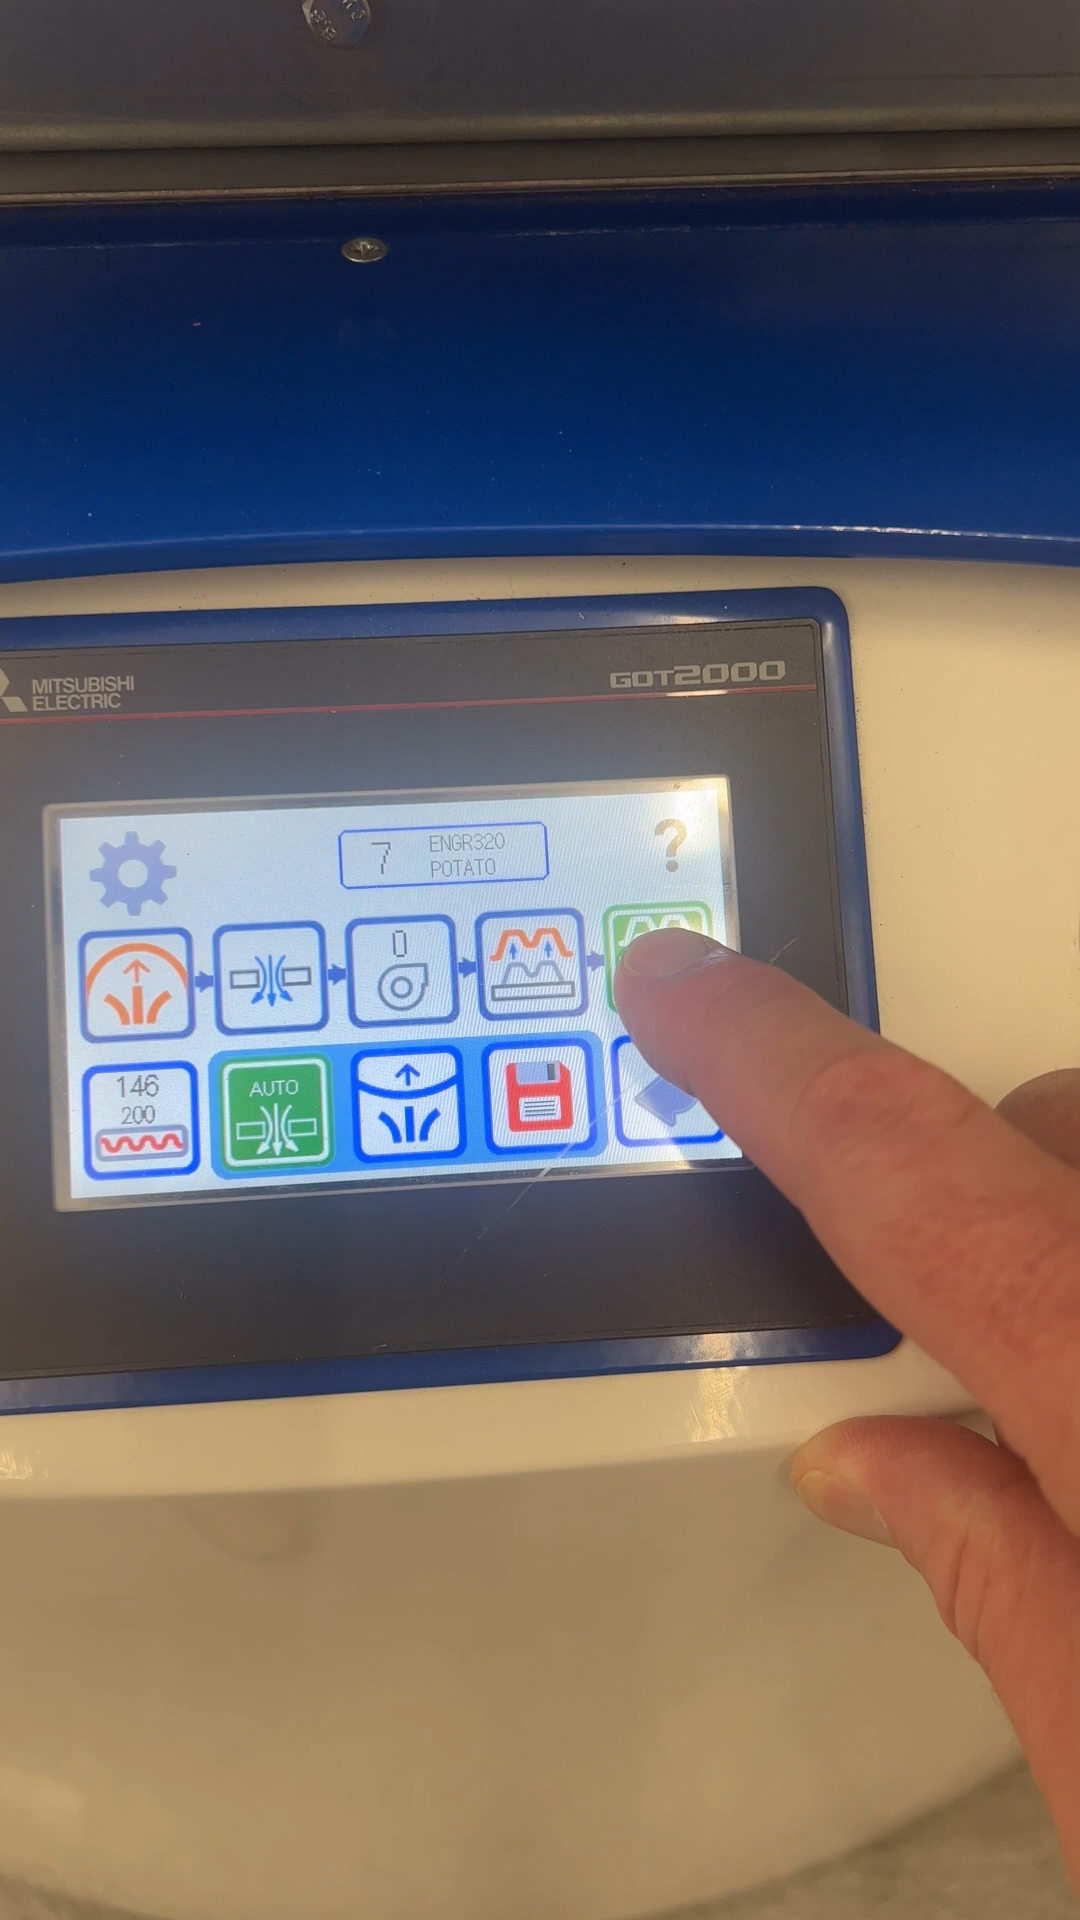 MITSUBISHI
ELECTRIC
GOT2000
7
ENGR320
POTATO
0
146
200
AUTO